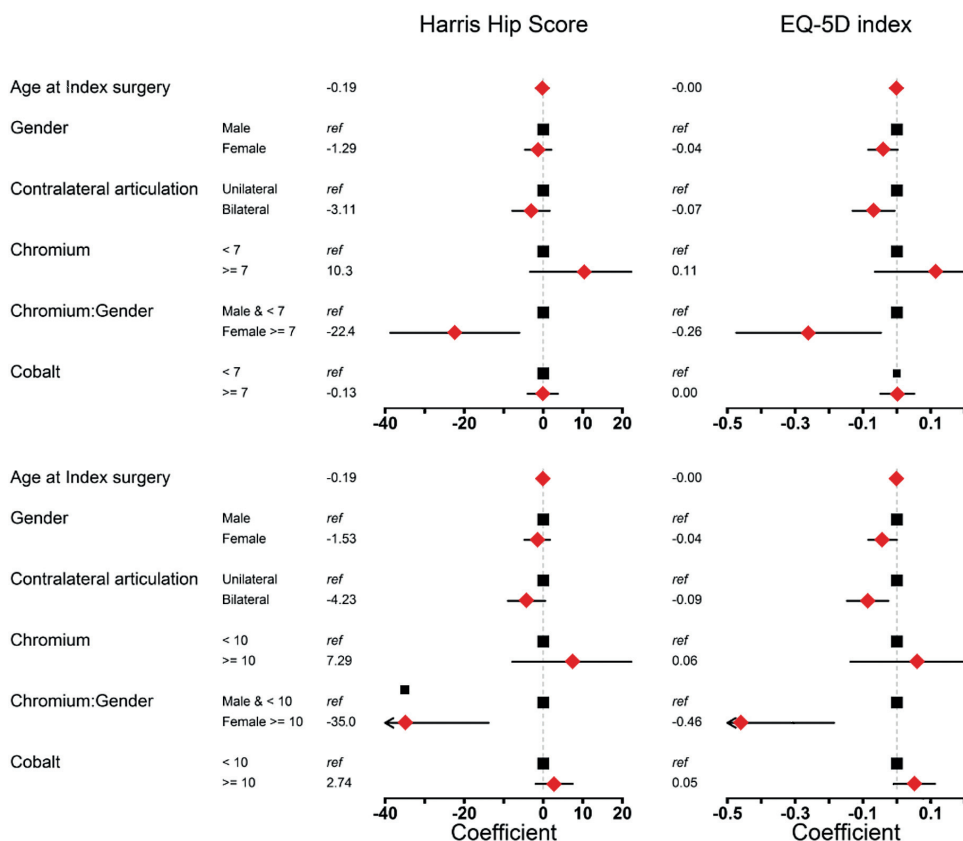 Harris Hip Score EQ-5D index
Age at Index surgery -0.19 -0.00
Gender Male ref ref
Female -1.29 -0.04
Contralateral articulation Unilateral ref ref
Bilateral -3.11 -0.07
Chromium < 7 ref ref
>= 7 10.3 0.11
Chromium:Gender Male & < 7 ref ref
Female >= 7 -22.4 -0.26
Cobalt < 7 ref ref
>= 7 -0.13 0.00
-40 -20 0 10 20 -0.5 -0.3 -0.1 0.1
Age at Index surgery -0.19 -0.00
Gender Male ref ref
Female -1.53 -0.04
Contralateral articulation Unilateral ref ref
Bilateral -4.23 -0.09
Chromium < 10 ref ref
>= 10 7.29 0.06
Chromium:Gender Male & < 10 ref ref
Female >= 10 -35.0 -0.46
Cobalt < 10 ref ref
>= 10 2.74 0.05
-40 -20 0 10 20 -0.5 -0.3 -0.1 0.1
Coefficient Coefficient